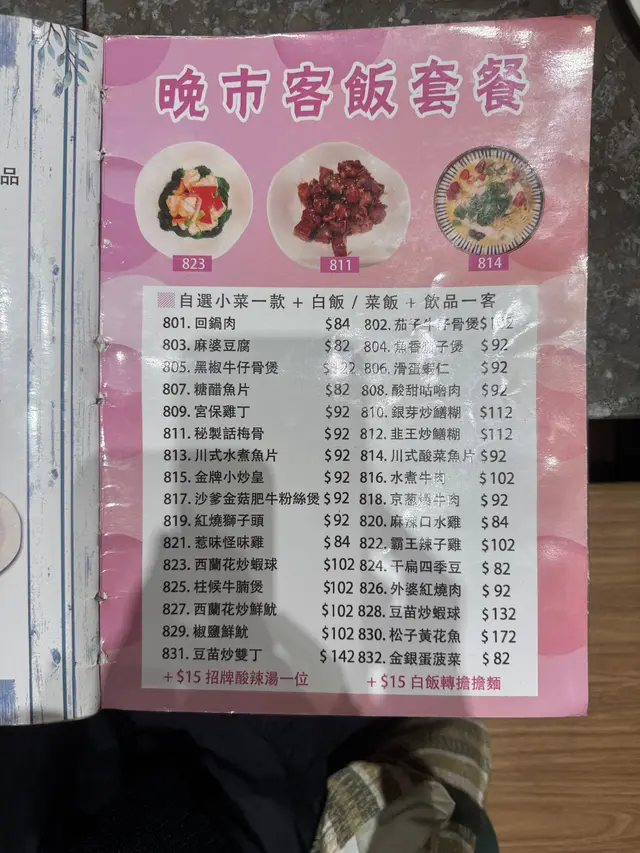 品
晚市客飯套餐
823
811
814
自選小菜一款 + 白飯 / 菜飯 + 飲品一客
801. 回鍋肉 $84 802. 茄子牛仔骨煲
803. 麻婆豆腐 $82 804. 魚香茄子煲 $92
805. 黑椒牛仔骨煲 806. 滑蛋蝦仁 $92
807. 糖醋魚片 $82 808. 酸甜咕嚕肉 $92
809. 宮保雞丁 $92 810. 銀芽炒鱔糊 $112
811. 秘製話梅骨 $92 812. 韭王炒鱔糊 $112
813. 川式水煮魚片 $92 814. 川式酸菜魚片 $92
815. 金牌小炒皇 $92 816. 水煮牛肉 $102
817. 沙爹金菇肥牛粉絲煲 $92 818. 京葱爆牛肉 $92
819. 紅燒獅子頭 $92 820. 麻辣口水雞 $84
821. 惹味怪味雞 $84 822. 霸王辣子雞 $102
823. 西蘭花炒蝦球 $102 824. 干扁四季豆 $82
825. 柱候牛腩煲 $102 826. 外婆紅燒肉 $92
827. 西蘭花炒鮮魷 $102 828. 豆苗炒蝦球 $132
829. 椒鹽鮮魷 $102 830. 松子黃花魚 $172
831. 豆苗炒雙丁 $142 832. 金銀蛋菠菜 $82
+ $15 招牌酸辣湯一位 + $15 白飯轉擔擔麵